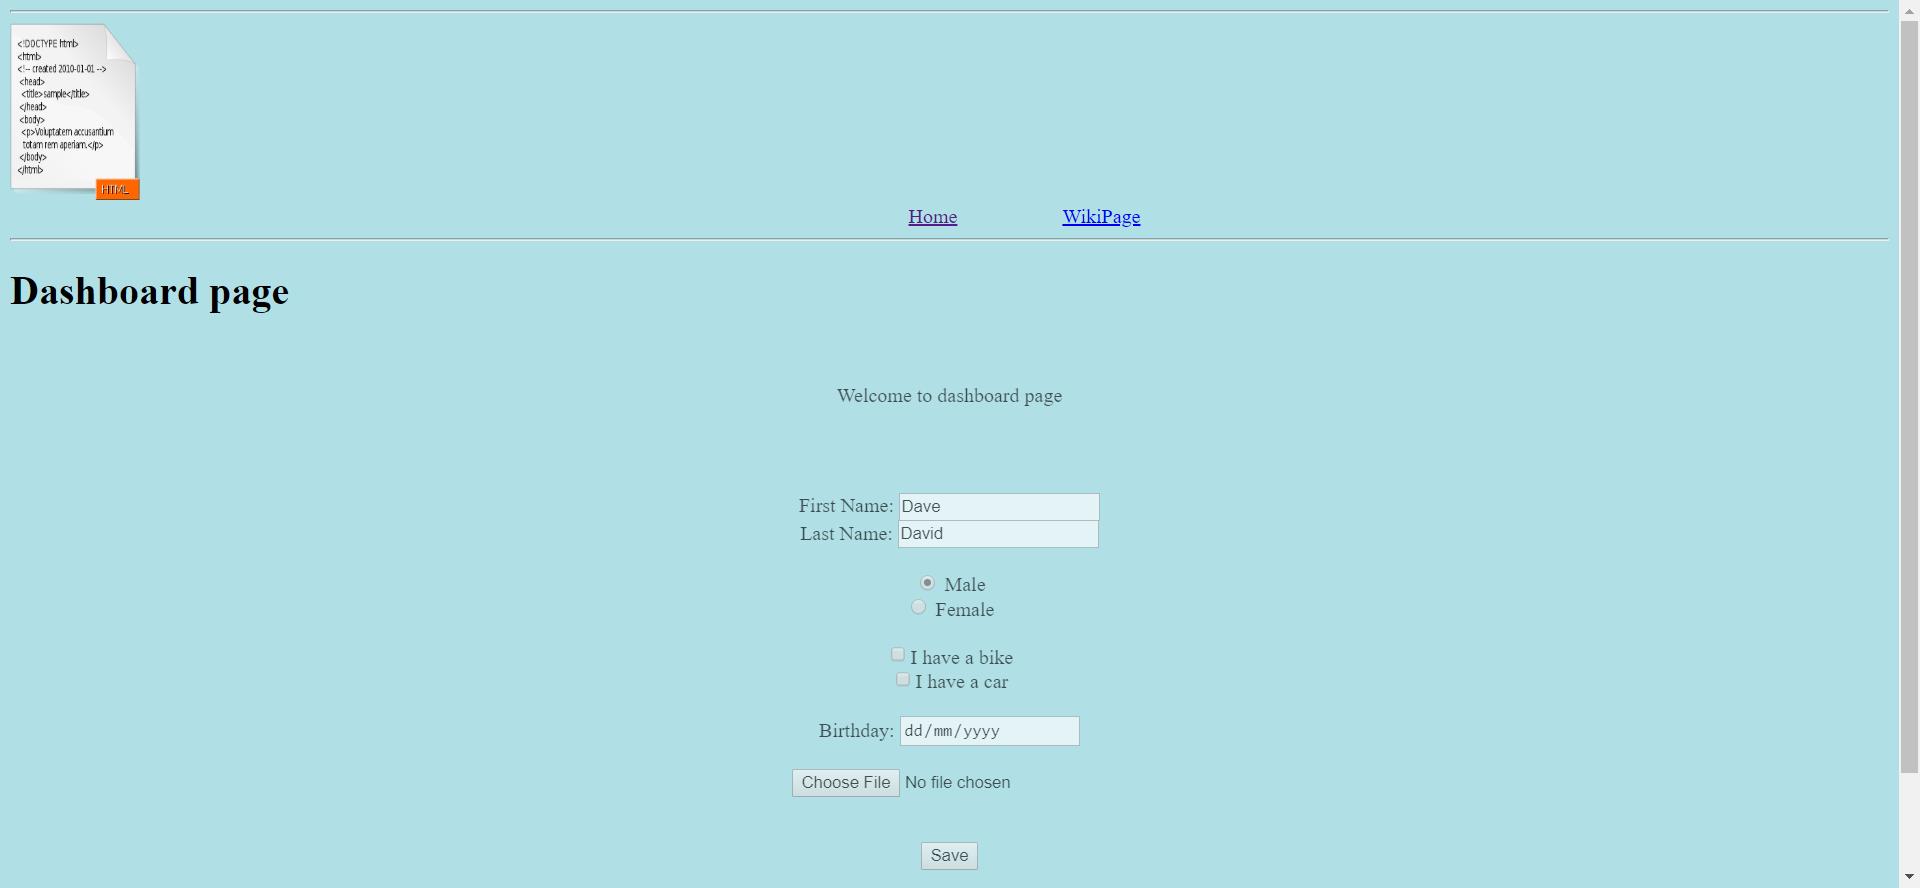 <!DOCTYPE html>
<html>
<!-- created 2010-01-01 -->
<head>
<title>sample</title>
</head>
<body>
<p>Voluptatem accusantium
totam rem aperiam.</p>
</body>
</html>
HTML
Home WikiPage
Dashboard page
Welcome to dashboard page
First Name: Dave
Last Name: David
Male
Female
I have a bike
I have a car
Birthday: dd/mm/yyyy
Choose File No file chosen
Save